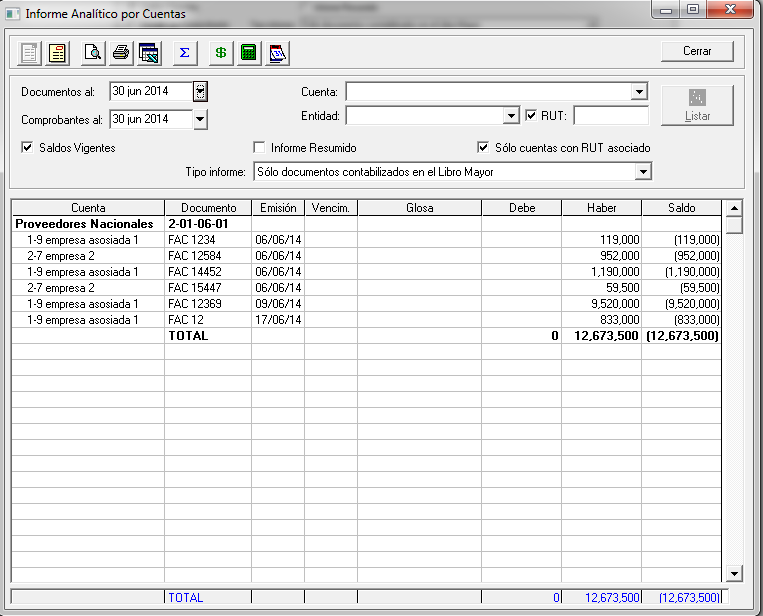 Informe Analítico por Cuentas
Σ $
Cerrar
Documentos al: 30 jun 2014 Cuenta:
Comprobantes al: 30 jun 2014 Entidad: RUT: Listar
Saldos Vigentes Informe Resumido Sólo cuentas con RUT asociado
Tipo informe: Sólo documentos contabilizados en el Libro Mayor
Cuenta Documento Emisión Vencim. Glosa Debe Haber Saldo
Proveedores Nacionales 2-01-06-01
1-9 empresa asosiada 1 FAC 1234 06/06/14 119,000 (119,000)
2-7 empresa 2 FAC 12584 06/06/14 952,000 (952,000)
1-9 empresa asosiada 1 FAC 14452 06/06/14 1,190,000 (1,190,000)
2-7 empresa 2 FAC 15447 06/06/14 59,500 (59,500)
1-9 empresa asosiada 1 FAC 12369 09/06/14 9,520,000 (9,520,000)
1-9 empresa asosiada 1 FAC 12 17/06/14 833,000 (833,000)
TOTAL 0 12,673,500 (12,673,500)
TOTAL 0 12,673,500 (12,673,500)